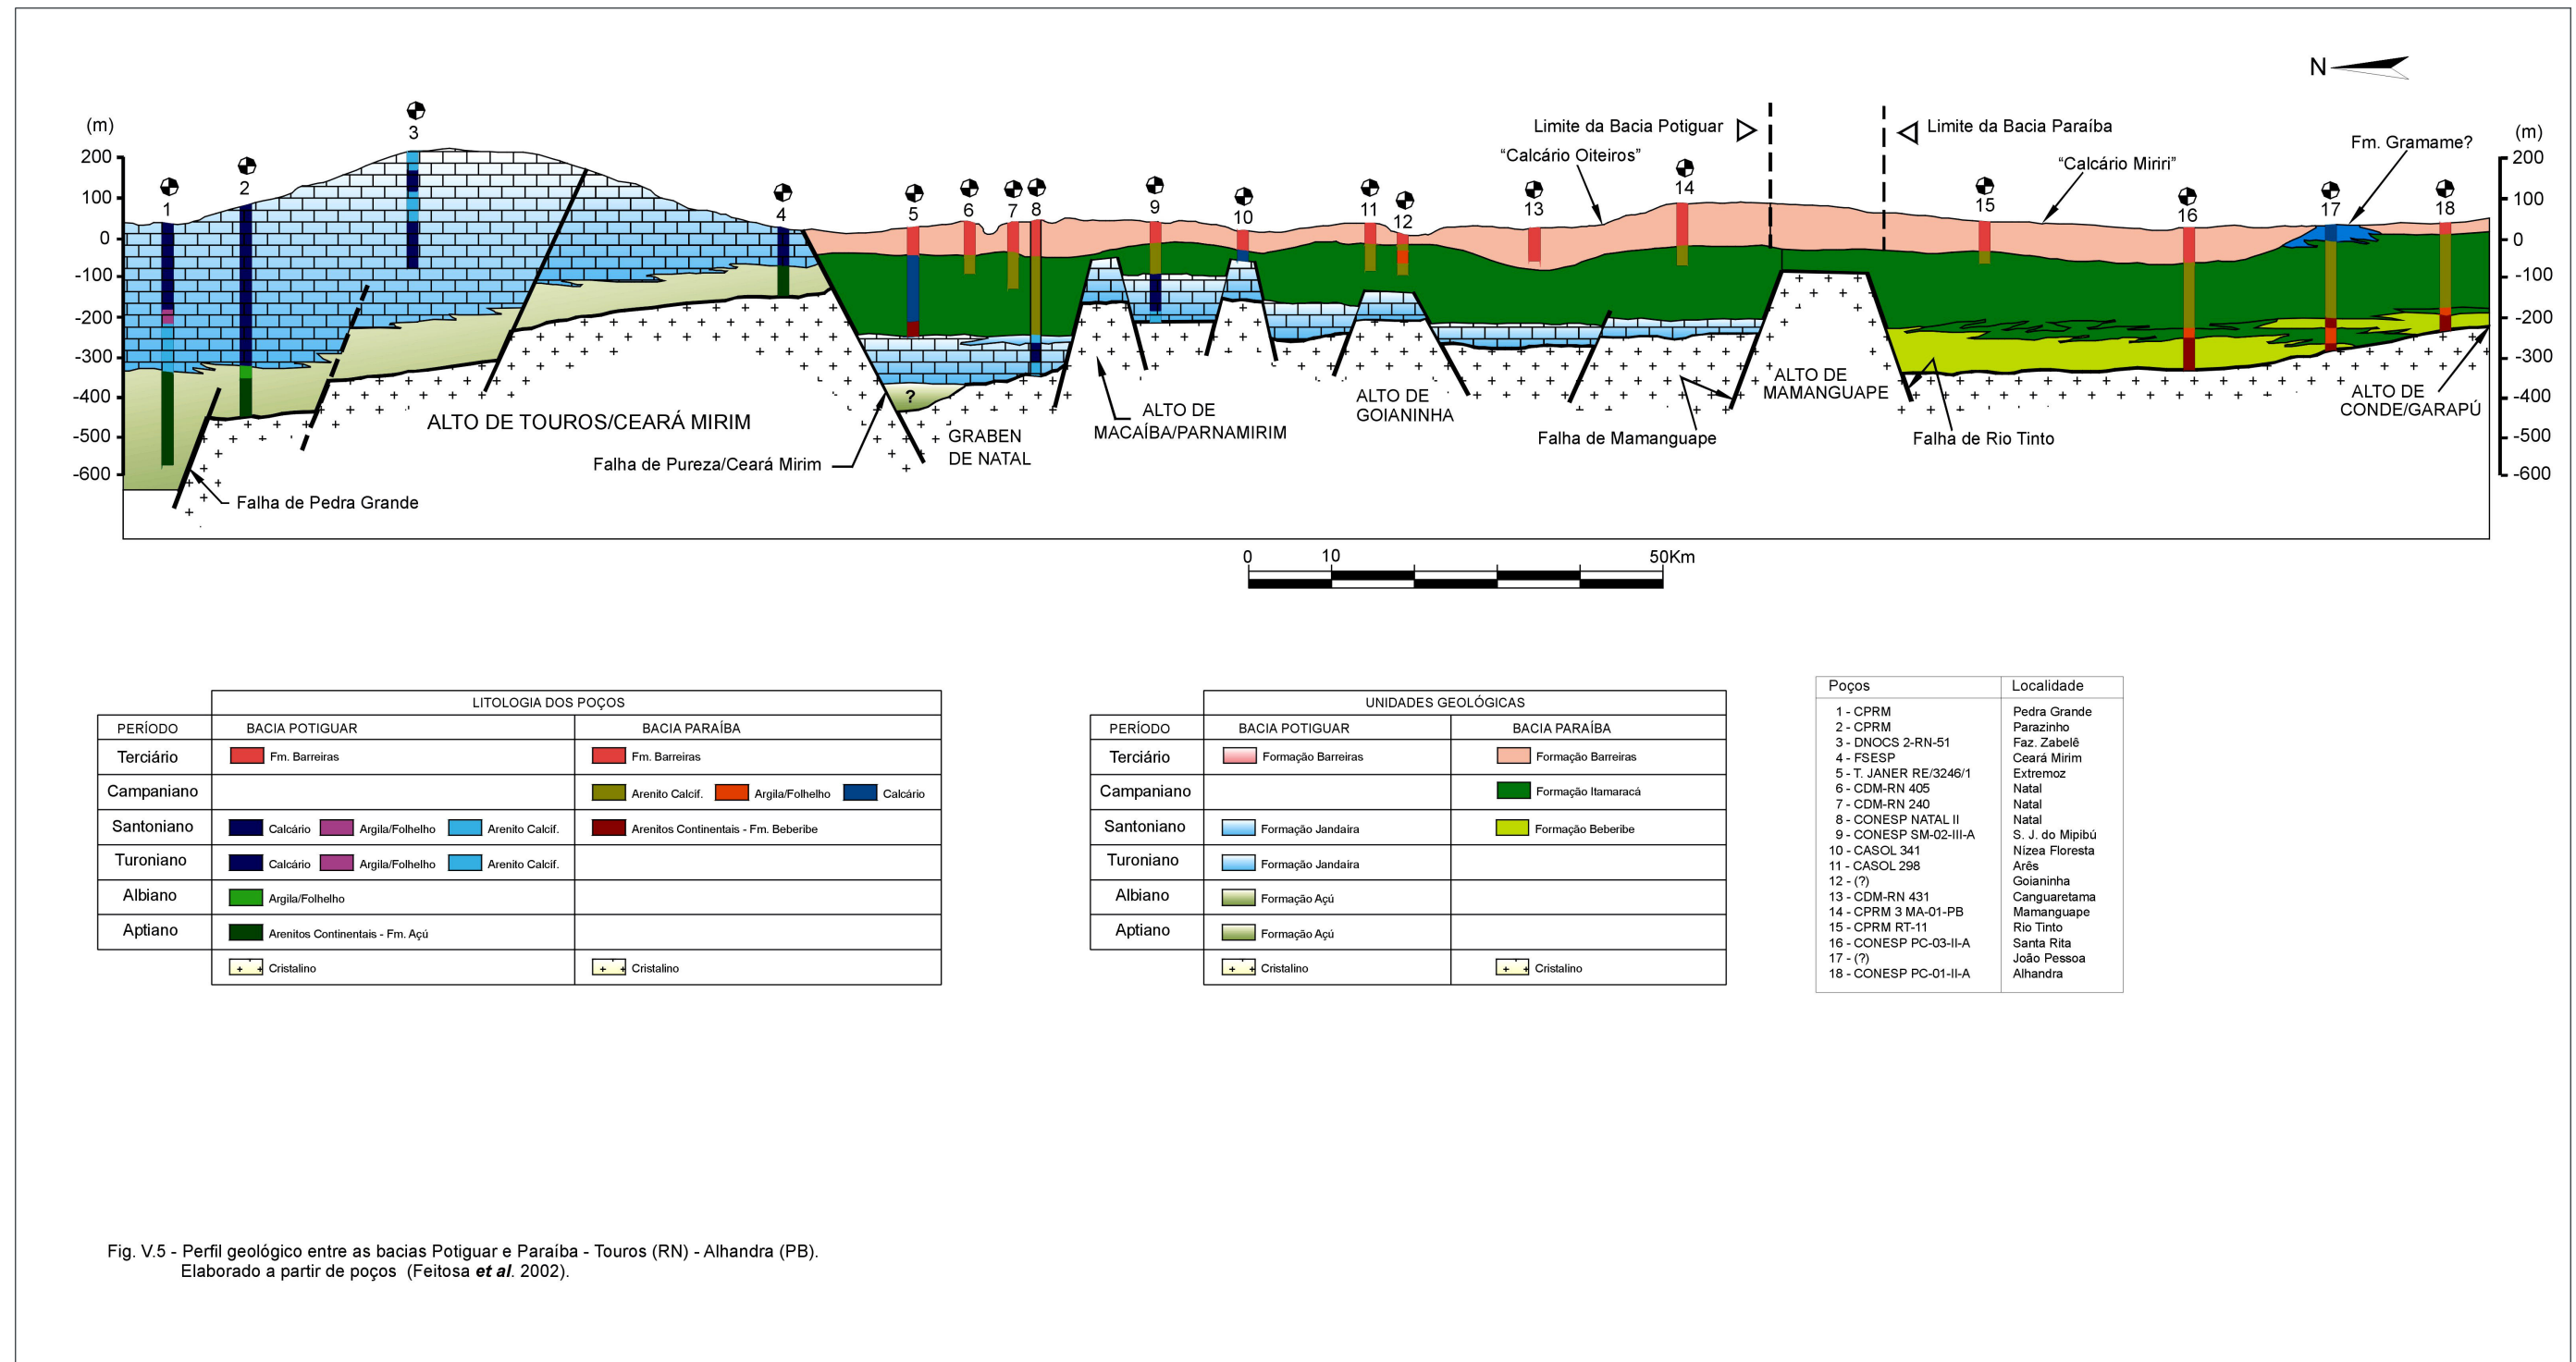 N
(m)
200
100
0
-100
-200
-300
-400
-500
-600
1
2
3
4
5
6
7
8
9
10
11
12
13
14
15
16
17
18
Limite da Bacia Potiguar
Limite da Bacia Paraíba
“Calcário Oiteiros”
“Calcário Miriri”
Fm. Gramame?
(m)
200
100
0
-100
-200
-300
-400
-500
-600
ALTO DE TOUROS/CEARÁ MIRIM
Falha de Pedra Grande
Falha de Pureza/Ceará Mirim
?
GRABEN
DE NATAL
ALTO DE
MACAÍBA/PARNAMIRIM
ALTO DE
GOIANINHA
Falha de Mamanguape
ALTO DE
MAMANGUAPE
Falha de Rio Tinto
ALTO DE
CONDE/GARAPÚ
0 10 50Km
LITOLOGIA DOS POÇOS
PERÍODO BACIA POTIGUAR BACIA PARAÍBA
Terciário Fm. Barreiras Fm. Barreiras
Campaniano Arenito Calcif. Argila/Folhelho Calcário
Santoniano Calcário Argila/Folhelho Arenito Calcif. Arenitos Continentais - Fm. Beberibe
Turoniano Calcário Argila/Folhelho Arenito Calcif.
Albiano Argila/Folhelho
Aptiano Arenitos Continentais - Fm. Açú
Cristalino Cristalino
UNIDADES GEOLÓGICAS
PERÍODO BACIA POTIGUAR BACIA PARAÍBA
Terciário Formação Barreiras Formação Barreiras
Campaniano Formação Itamaracá
Santoniano Formação Jandaíra Formação Beberibe
Turoniano Formação Jandaíra
Albiano Formação Açú
Aptiano Formação Açú
Cristalino Cristalino
Poços Localidade
1 - CPRM Pedra Grande
2 - CPRM Parazinho
3 - DNOCS 2-RN-51 Faz. Zabelê
4 - FSESP Ceará Mirim
5 - T. JANER RE/3246/1 Extremoz
6 - CDM-RN 405 Natal
7 - CDM-RN 240 Natal
8 - CONESP NATAL II Natal
9 - CONESP SM-02-III-A S. J. do Mipibú
10 - CASOL 341 Nizea Floresta
11 - CASOL 298 Arês
12 - (?) Goianinha
13 - CDM-RN 431 Canguaretama
14 - CPRM 3 MA-01-PB Mamanguape
15 - CPRM RT-11 Rio Tinto
16 - CONESP PC-03-II-A Santa Rita
17 - (?) João Pessoa
18 - CONESP PC-01-II-A Alhandra
Fig. V.5 - Perfil geológico entre as bacias Potiguar e Paraíba - Touros (RN) - Alhandra (PB).
Elaborado a partir de poços (Feitosa et al. 2002).